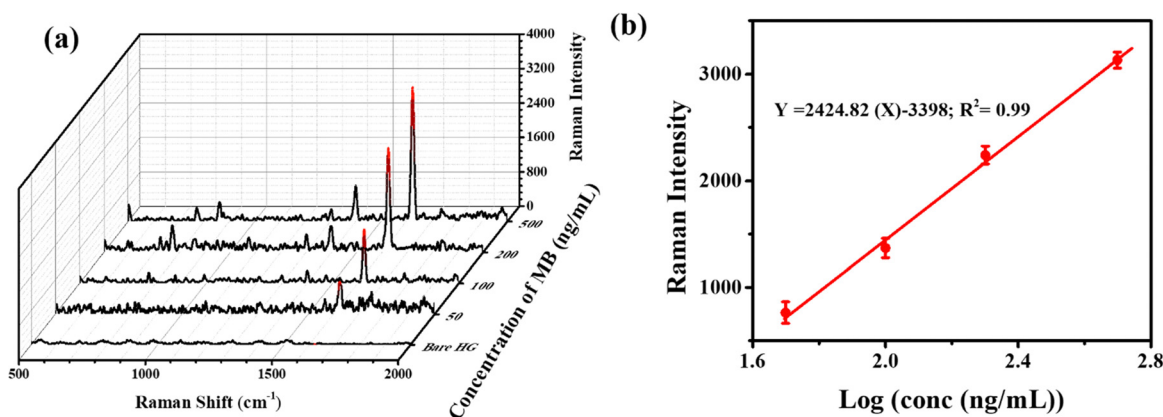 (a)
4000
3200
2400
1600
800
0
Raman Intensity
500
200
100
50
Bare HG
Concentration of MB (ng/mL)
500
1000
1500
2000
Raman Shift (cm⁻¹)
(b)
3000
2000
1000
Raman Intensity
Y =2424.82 (X)-3398; R²= 0.99
1.6
2.0
2.4
2.8
Log (conc (ng/mL))